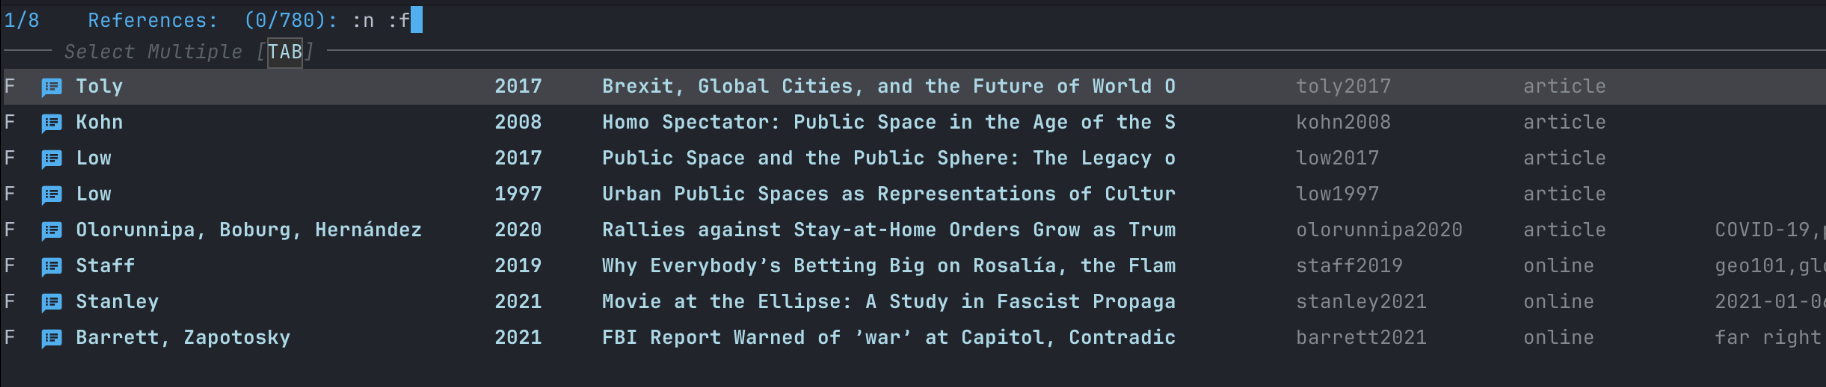 1/8 References: (0/780): :n :f
Select Multiple [TAB]
F Toly 2017 Brexit, Global Cities, and the Future of World O toly2017 article
F Kohn 2008 Homo Spectator: Public Space in the Age of the S kohn2008 article
F Low 2017 Public Space and the Public Sphere: The Legacy o low2017 article
F Low 1997 Urban Public Spaces as Representations of Cultur low1997 article
F Olorunnipa, Boburg, Hernández 2020 Rallies against Stay-at-Home Orders Grow as Trum olorunnipa2020 article COVID-19,p
F Staff 2019 Why Everybody’s Betting Big on Rosalía, the Flam staff2019 online geo101,glo
F Stanley 2021 Movie at the Ellipse: A Study in Fascist Propaga stanley2021 online 2021-01-06
F Barrett, Zapotosky 2021 FBI Report Warned of ’war’ at Capitol, Contradic barrett2021 online far right